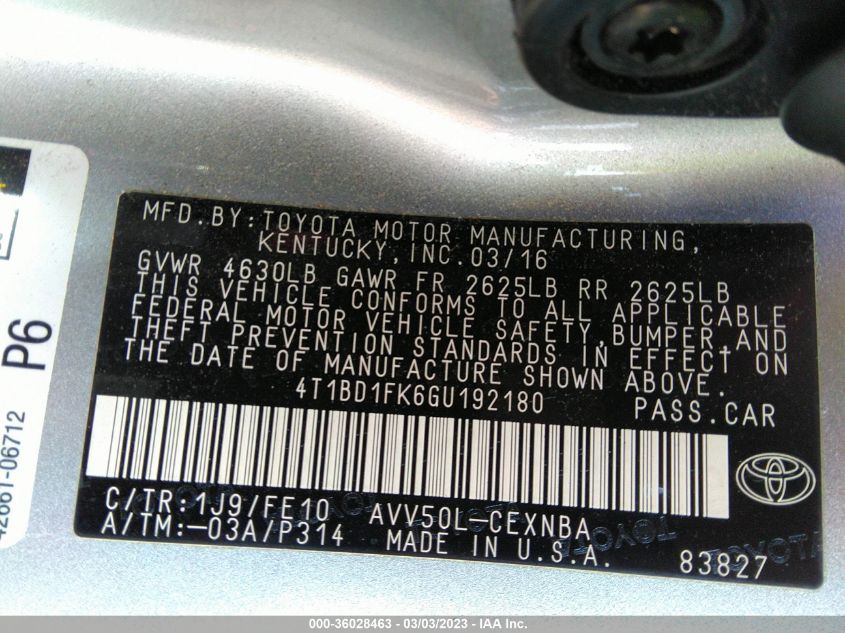 MFD.BY:TOYOTA MOTOR MANUFACTURING,
KENTUCKY,INC.03/16
GVWR 4630LB GAWR FR 2625LB RR 2625LB
THIS VEHICLE CONFORMS TO ALL APPLICABLE
FEDERAL MOTOR VEHICLE SAFETY,BUMPER,AND
THEFT PREVENTION STANDARDS IN EFFECT ON
THE DATE OF MANUFACTURE SHOWN ABOVE.
4T1BD1FK6GU192180 PASS.CAR
C/TR:1J9/FE10 AVV50L-CEXNBA
A/TM:-03A/P314 MADE IN U.S.A. 83827
TOYOTA TOYOTA
P6
42661-06712
000-36028463 - 03/03/2023 - IAA Inc.